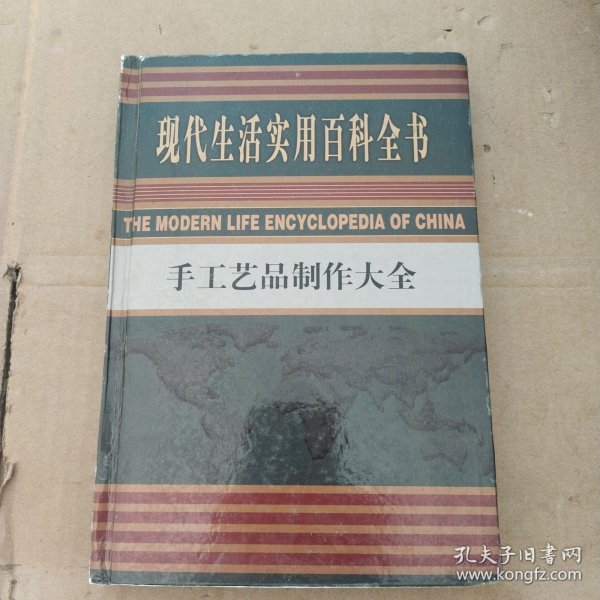 现代生活实用百科全书
THE MODERN LIFE ENCYCLOPEDIA OF CHINA
手工艺品制作大全
孔夫子旧書网
www.kongfz.com